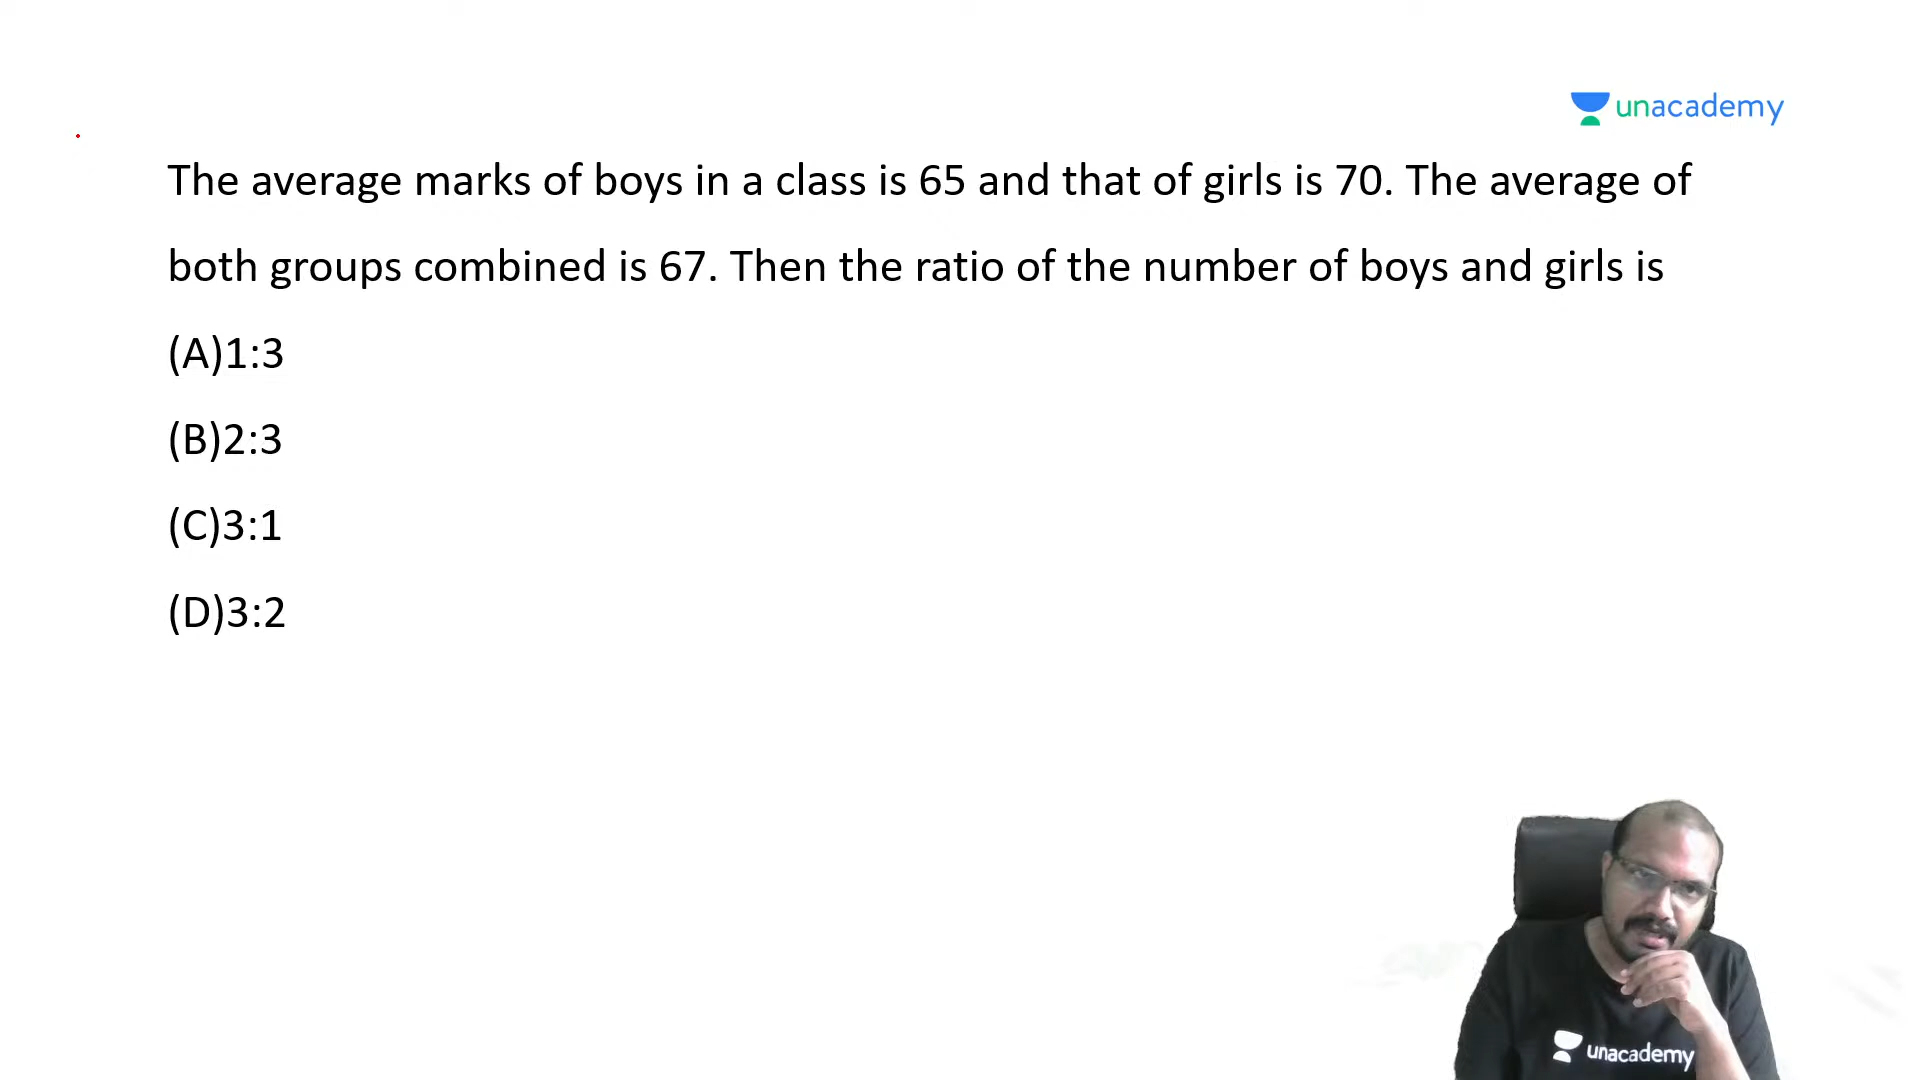 unacademy
The average marks of boys in a class is 65 and that of girls is 70. The average of
both groups combined is 67. Then the ratio of the number of boys and girls is
(A)1:3
(B)2:3
(C)3:1
(D)3:2
unacademy